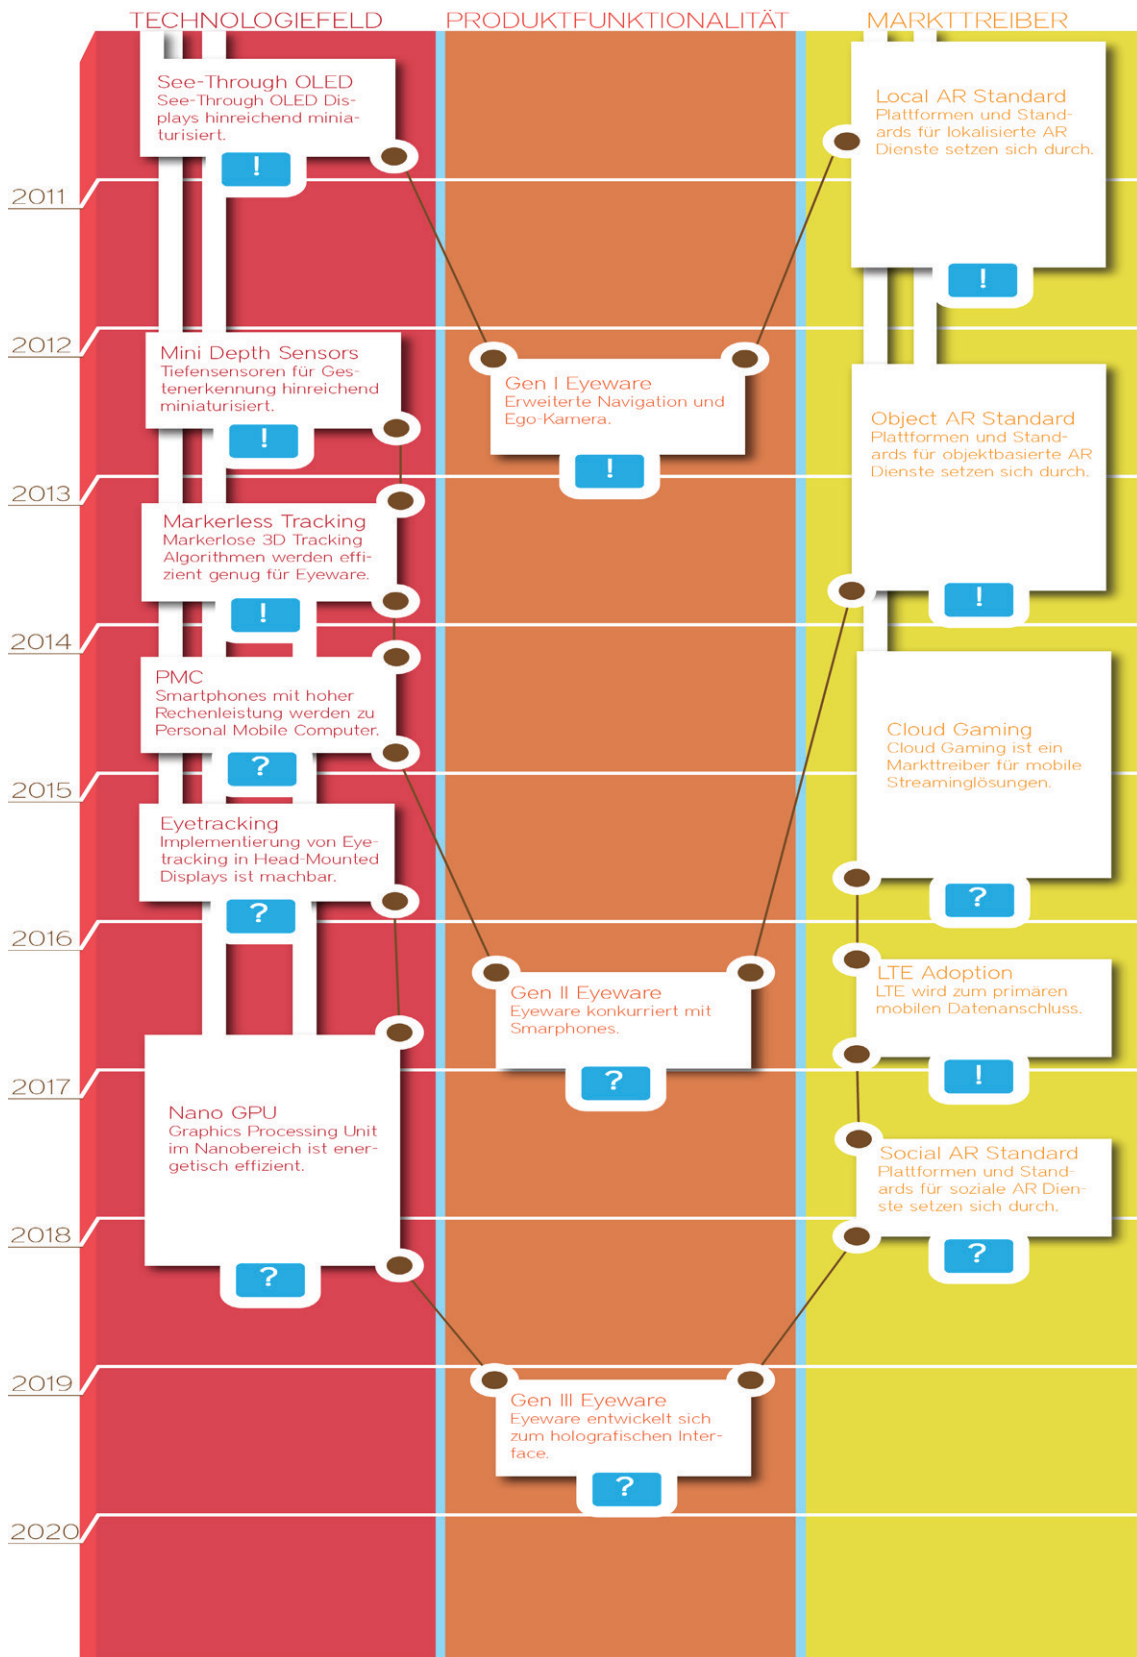 TECHNOLOGIEFELD
PRODUKTFUNKTIONALITÄT
MARKTTREIBER
See-Through OLED
See-Through OLED Dis-
plays hinreichend minia-
turisiert.
!
Local AR Standard
Plattformen und Stand-
ards für lokalisierte AR
Dienste setzen sich durch.
!
2011
2012
Mini Depth Sensors
Tiefensensoren für Ges-
tenerkennung hinreichend
miniaturisiert.
!
Gen I Eyeware
Erweiterte Navigation und
Ego-Kamera.
!
Object AR Standard
Plattformen und Stand-
ards für objektbasierte AR
Dienste setzen sich durch.
!
2013
Markerless Tracking
Markerlose 3D Tracking
Algorithmen werden effi-
zient genug für Eyeware.
!
2014
PMC
Smartphones mit hoher
Rechenleistung werden zu
Personal Mobile Computer.
?
Cloud Gaming
Cloud Gaming ist ein
Markttreiber für mobile
Streaminglösungen.
?
2015
Eyetracking
Implementierung von Eye-
tracking in Head-Mounted
Displays ist machbar.
?
2016
Gen II Eyeware
Eyeware konkurriert mit
Smarphones.
?
LTE Adoption
LTE wird zum primären
mobilen Datenanschluss.
!
2017
Nano GPU
Graphics Processing Unit
im Nanobereich ist ener-
getisch effizient.
?
Social AR Standard
Plattformen und Stand-
ards für soziale AR Dien-
ste setzen sich durch.
?
2018
2019
Gen III Eyeware
Eyeware entwickelt sich
zum holografischen Inter-
face.
?
2020